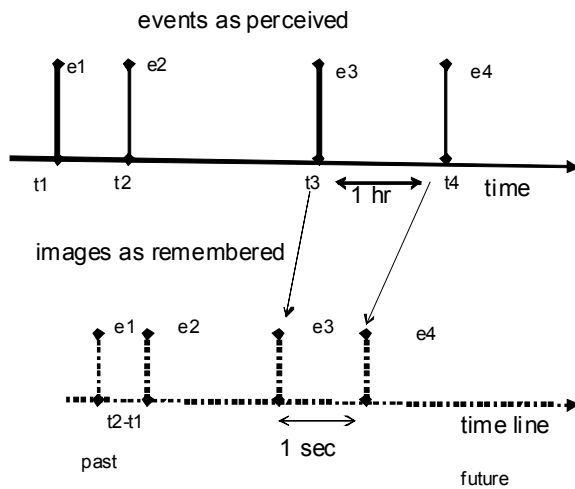 events as perceived
e1 e2 e3 e4
t1 t2 t3 t4 time
1 hr
images as remembered
e1 e2 e3 e4
t2-t1 time line
1 sec
past
future